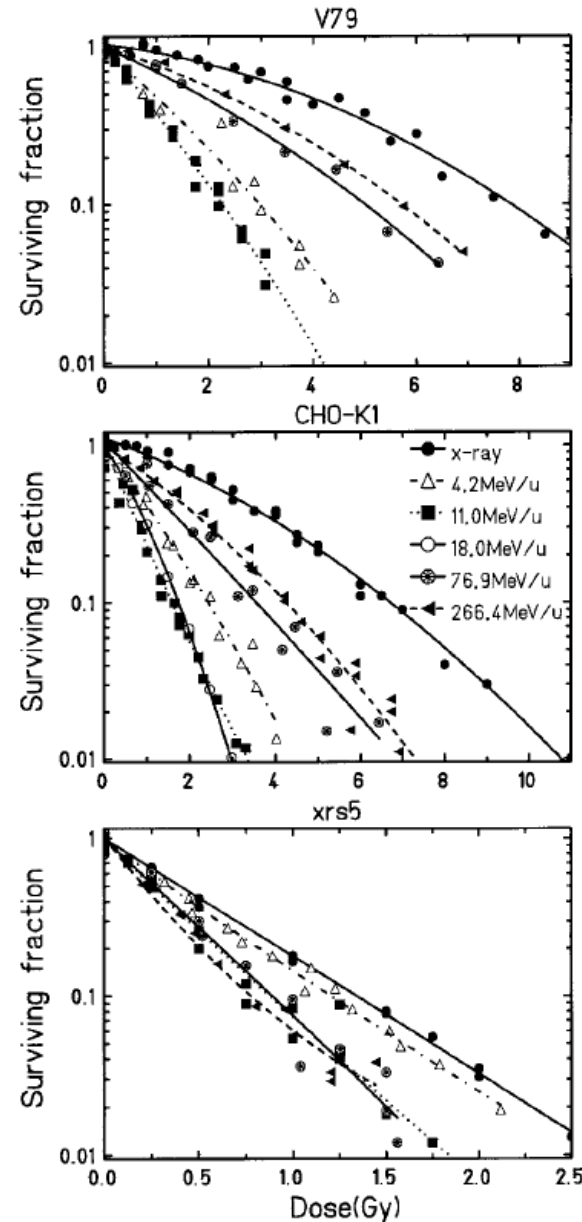 V79
1
0.1
0.01
Surviving fraction
0 2 4 6 8
CHO-K1
1
0.1
0.01
Surviving fraction
x-ray
4.2MeV/u
11.0MeV/u
18.0MeV/u
76.9MeV/u
266.4MeV/u
0 2 4 6 8 10
xrs5
1
0.1
0.01
Surviving fraction
0.0 0.5 1.0 1.5 2.0 2.5
Dose(Gy)